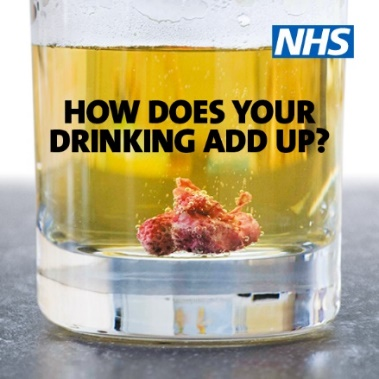 NHS
HOW DOES YOUR
DRINKING ADD UP?